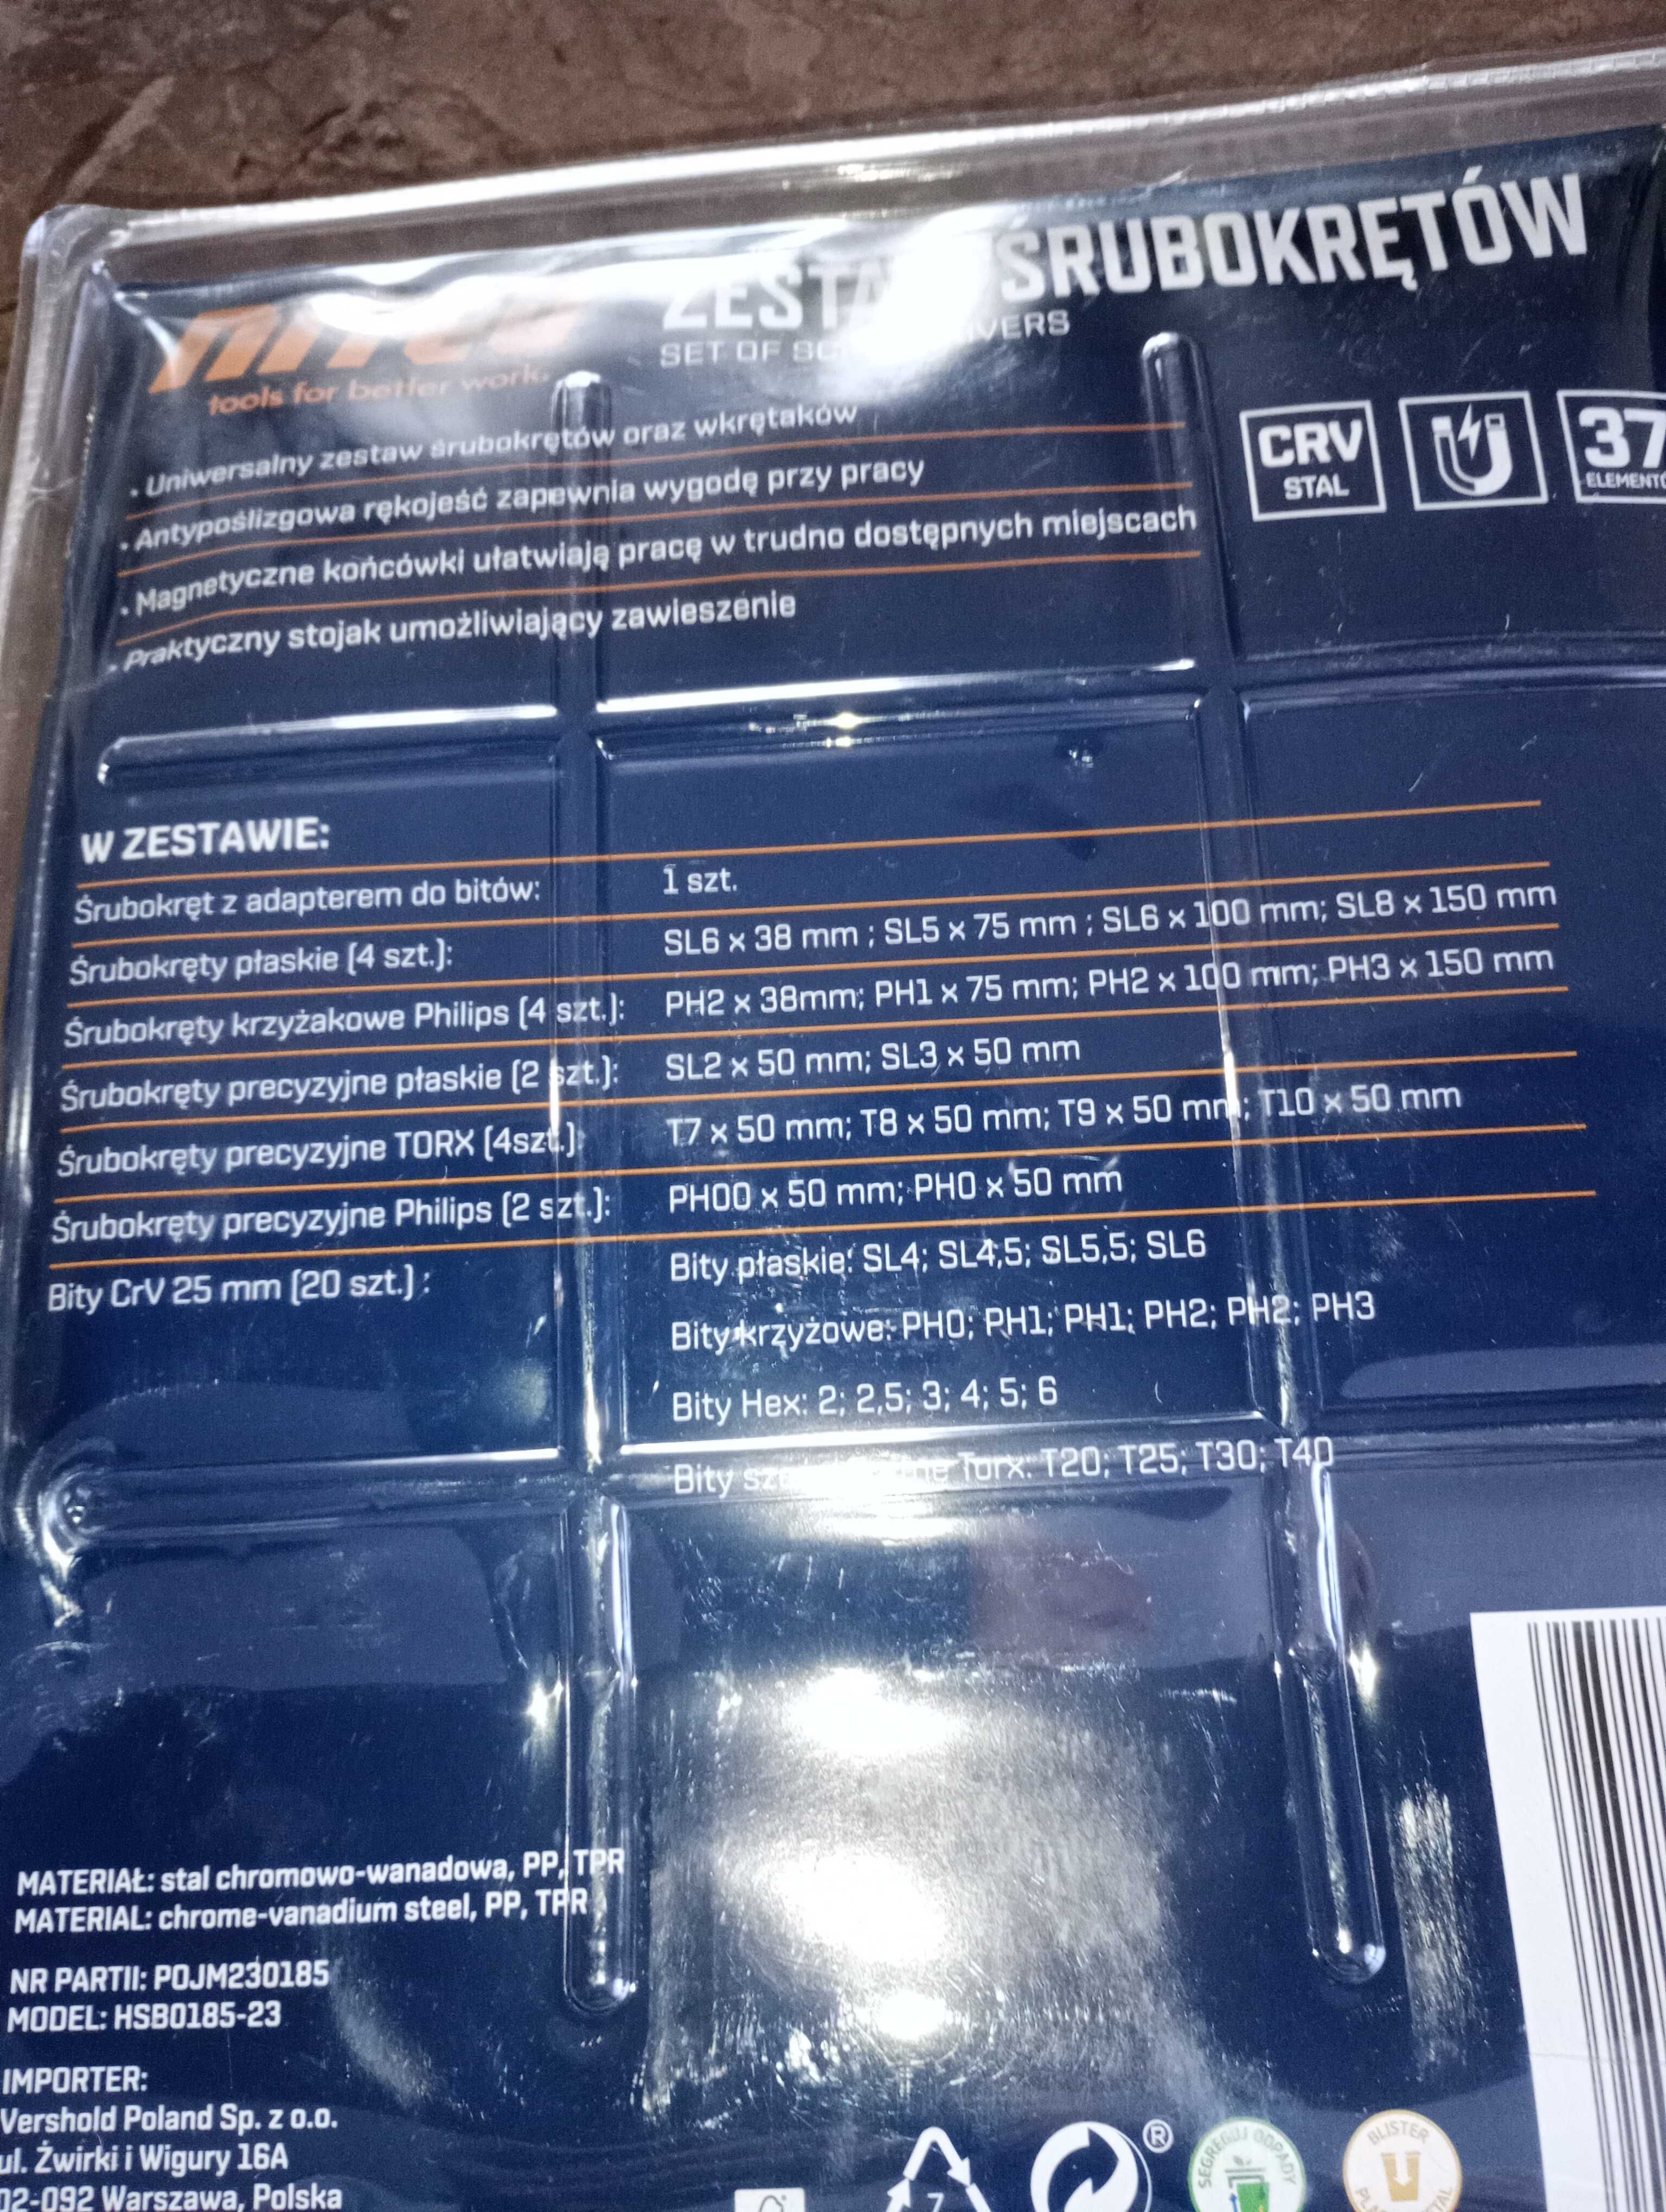 ŚRUBOKRĘTÓW
SET OF
tools for better work.
CRV
STAL
37
• Uniwersalny zestaw śrubokrętów oraz wkrętaków
• Antypoślizgowa rękojeść zapewnia wygodę przy pracy
• Magnetyczne końcówki ułatwiają pracę w trudno dostępnych miejscach
• Praktyczny stojak umożliwiający zawieszenie
W ZESTAWIE:
Śrubokręt z adapterem do bitów: 1 szt.
Śrubokręty płaskie (4 szt.): SL6 x 38 mm ; SL5 x 75 mm ; SL6 x 100 mm; SL8 x 150 mm
Śrubokręty krzyżakowe Philips (4 szt.): PH2 x 38mm; PH1 x 75 mm; PH2 x 100 mm; PH3 x 150 mm
Śrubokręty precyzyjne płaskie (2 szt.): SL2 x 50 mm; SL3 x 50 mm
Śrubokręty precyzyjne TORX (4szt.): T7 x 50 mm; T8 x 50 mm; T9 x 50 mm; T10 x 50 mm
Śrubokręty precyzyjne Philips (2 szt.): PH00 x 50 mm; PH0 x 50 mm
Bity CrV 25 mm (20 szt.) : Bity płaskie: SL4; SL4,5; SL5,5; SL6
Bity krzyżowe: PH0; PH1; PH1; PH2; PH2; PH3
Bity Hex: 2; 2,5; 3; 4; 5; 6
Bity Torx: T20; T25; T30; T40
MATERIAŁ: stal chromowo-wanadowa, PP, TPR
MATERIAL: chrome-vanadium steel, PP, TPR
NR PARTII: POJM230185
MODEL: HSB0185-23
IMPORTER:
Vershold Poland Sp. z o.o.
ul. Żwirki i Wigury 16A
02-092 Warszawa, Polska
®
SEGREGUJ ODPADY
BLISTER
7